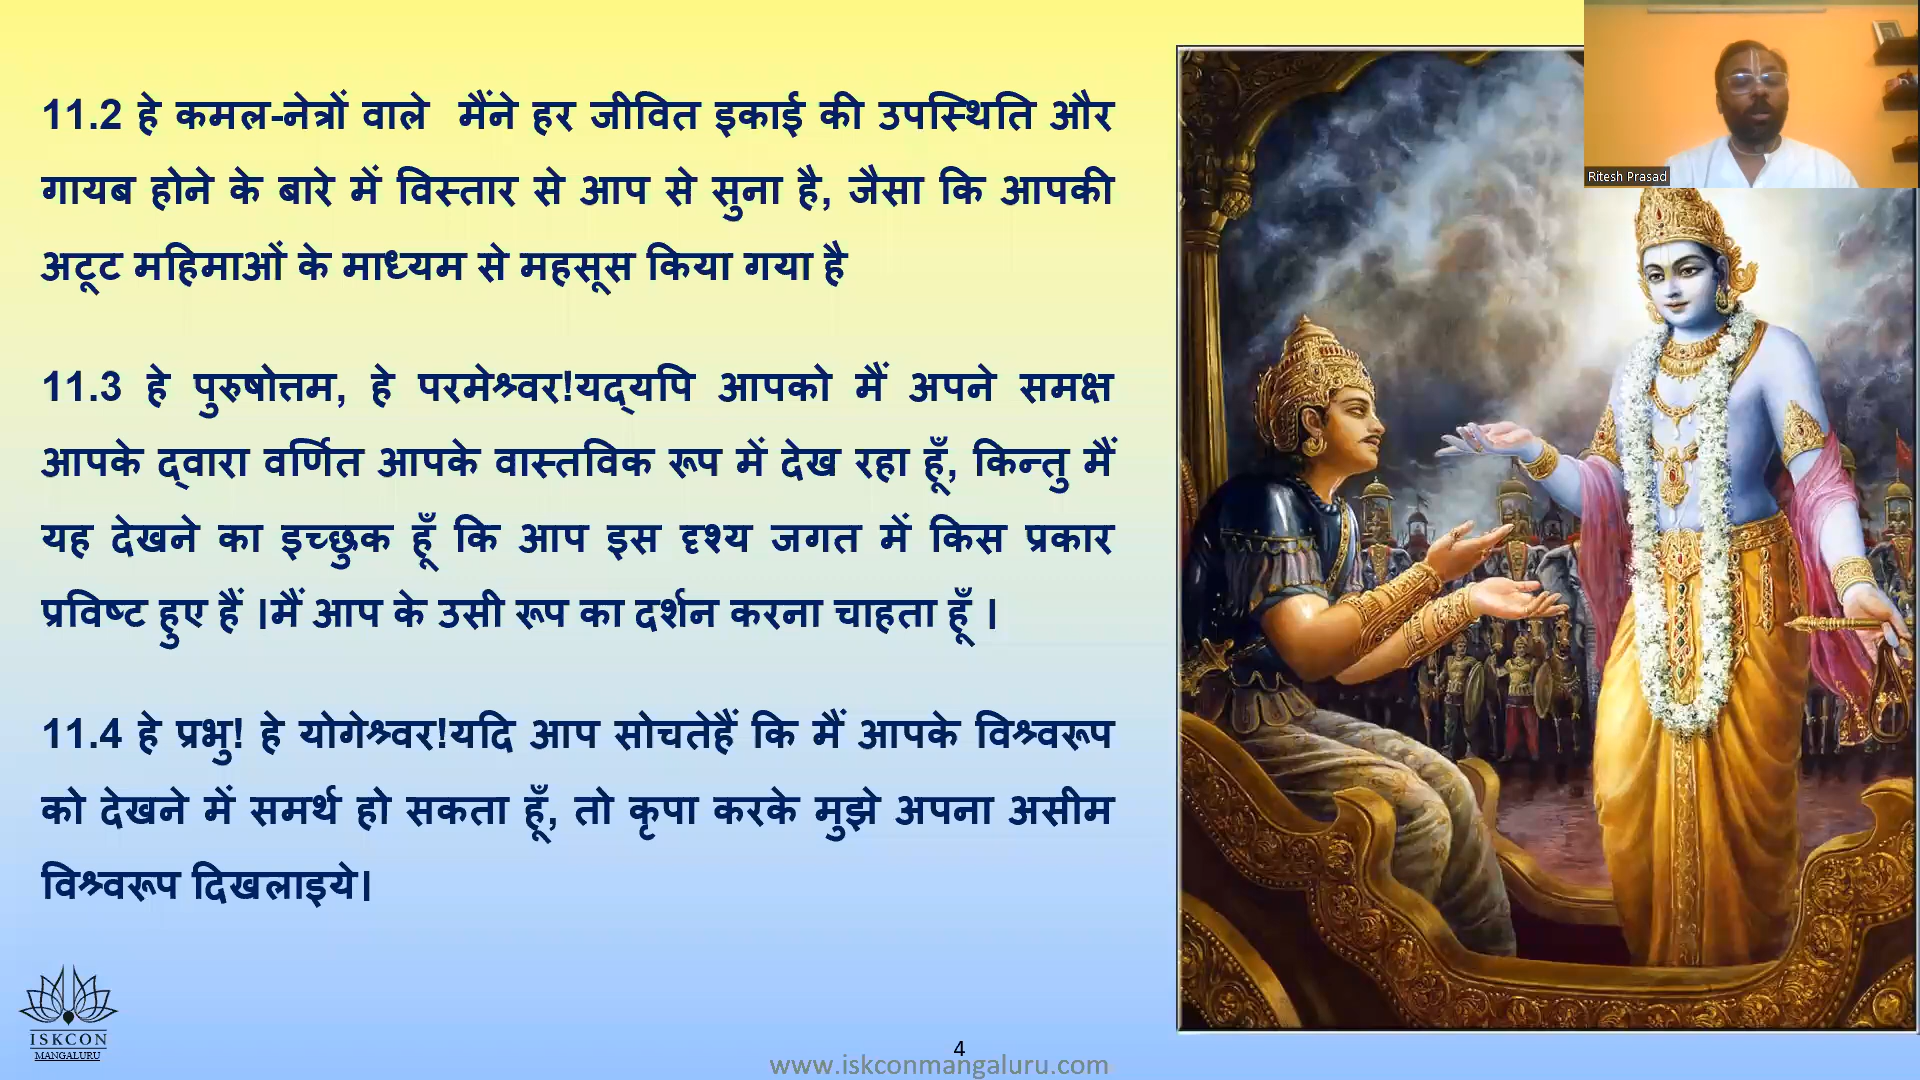 11.2 हे कमल-नेत्रों वाले मैंने हर जीवित इकाई की उपस्थिति और
गायब होने के बारे में विस्तार से आप से सुना है, जैसा कि आपकी
अटूट महिमाओं के माध्यम से महसूस किया गया है
11.3 हे पुरुषोत्तम, हे परमेश्र्वर!यद्यपि आपको मैं अपने समक्ष
आपके द्वारा वर्णित आपके वास्तविक रूप में देख रहा हूँ, किन्तु मैं
यह देखने का इच्छुक हूँ कि आप इस दृश्य जगत में किस प्रकार
प्रविष्ट हुए हैं ।मैं आप के उसी रूप का दर्शन करना चाहता हूँ ।
11.4 हे प्रभु! हे योगेश्र्वर!यदि आप सोचतेहैं कि मैं आपके विश्र्वरूप
को देखने में समर्थ हो सकता हूँ, तो कृपा करके मुझे अपना असीम
विश्र्वरूप दिखलाइये।
Ritesh Prasad
ISKCON
MANGALURU
4
www.iskconmangaluru.com